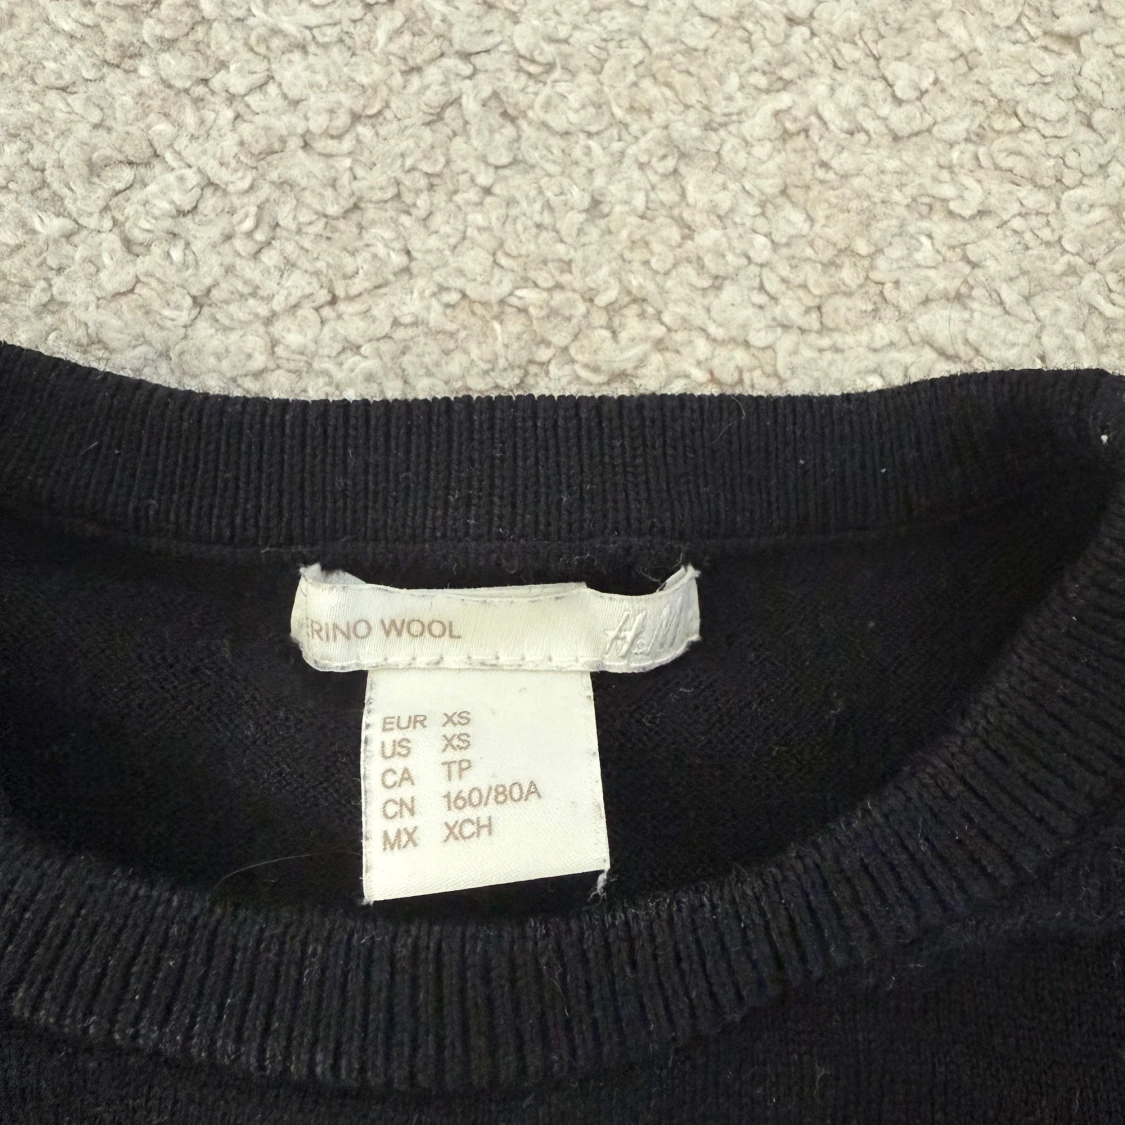 RINO WOOL
H&M
EUR XS
US XS
CA TP
CN 160/80A
MX XCH